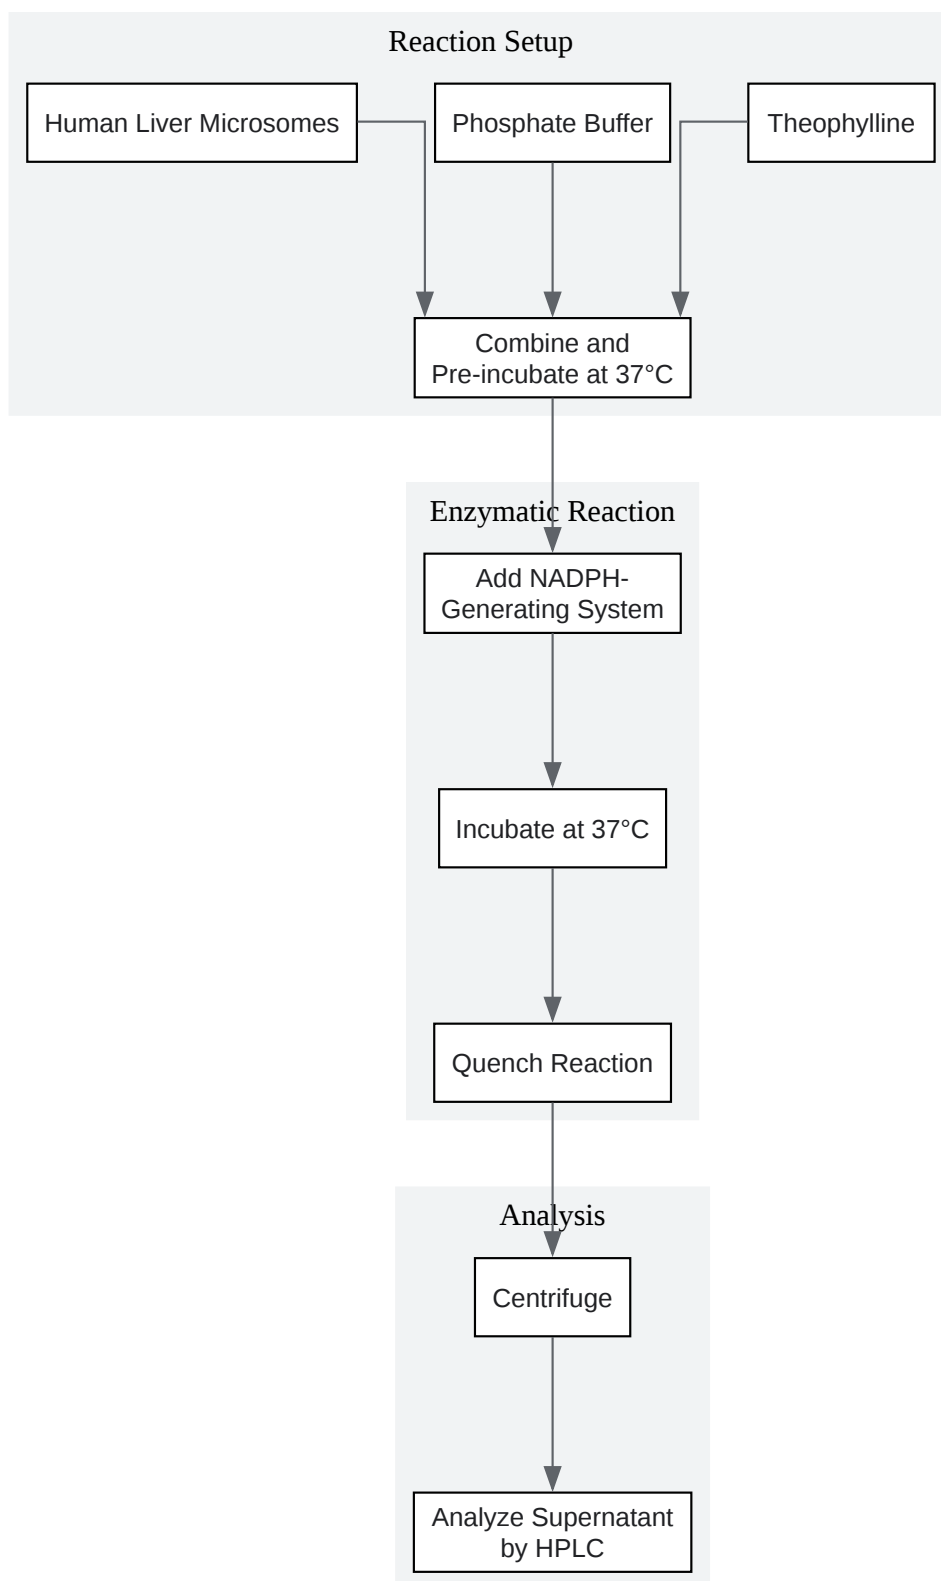 Reaction Setup
Human Liver Microsomes
Phosphate Buffer
Theophylline
Combine and
Pre-incubate at 37°C
Enzymatic Reaction
Add NADPH-
Generating System
Incubate at 37°C
Quench Reaction
Analysis
Centrifuge
Analyze Supernatant
by HPLC